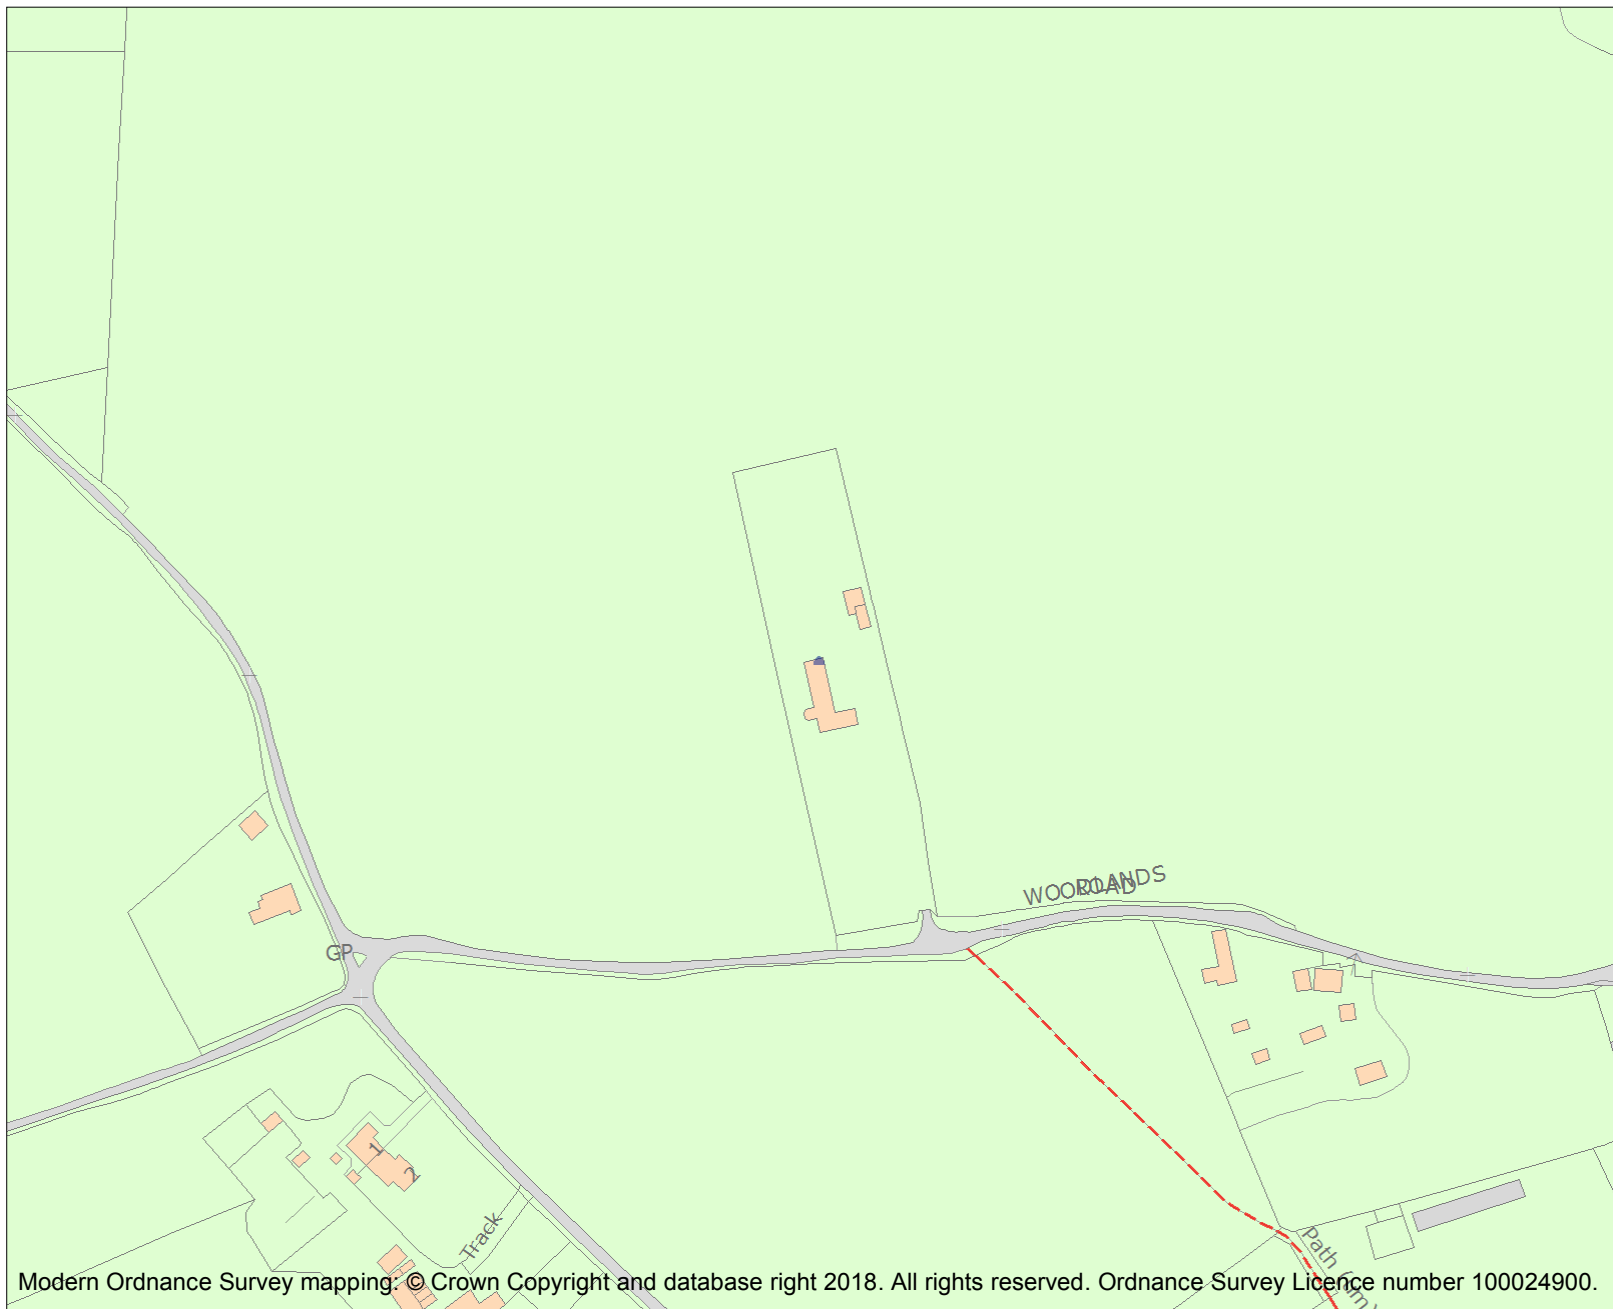 WOODLANDS
ROAD
GP
1
2
Track
Path (um)
Modern Ordnance Survey mapping: © Crown Copyright and database right 2018. All rights reserved. Ordnance Survey Licence number 100024900.